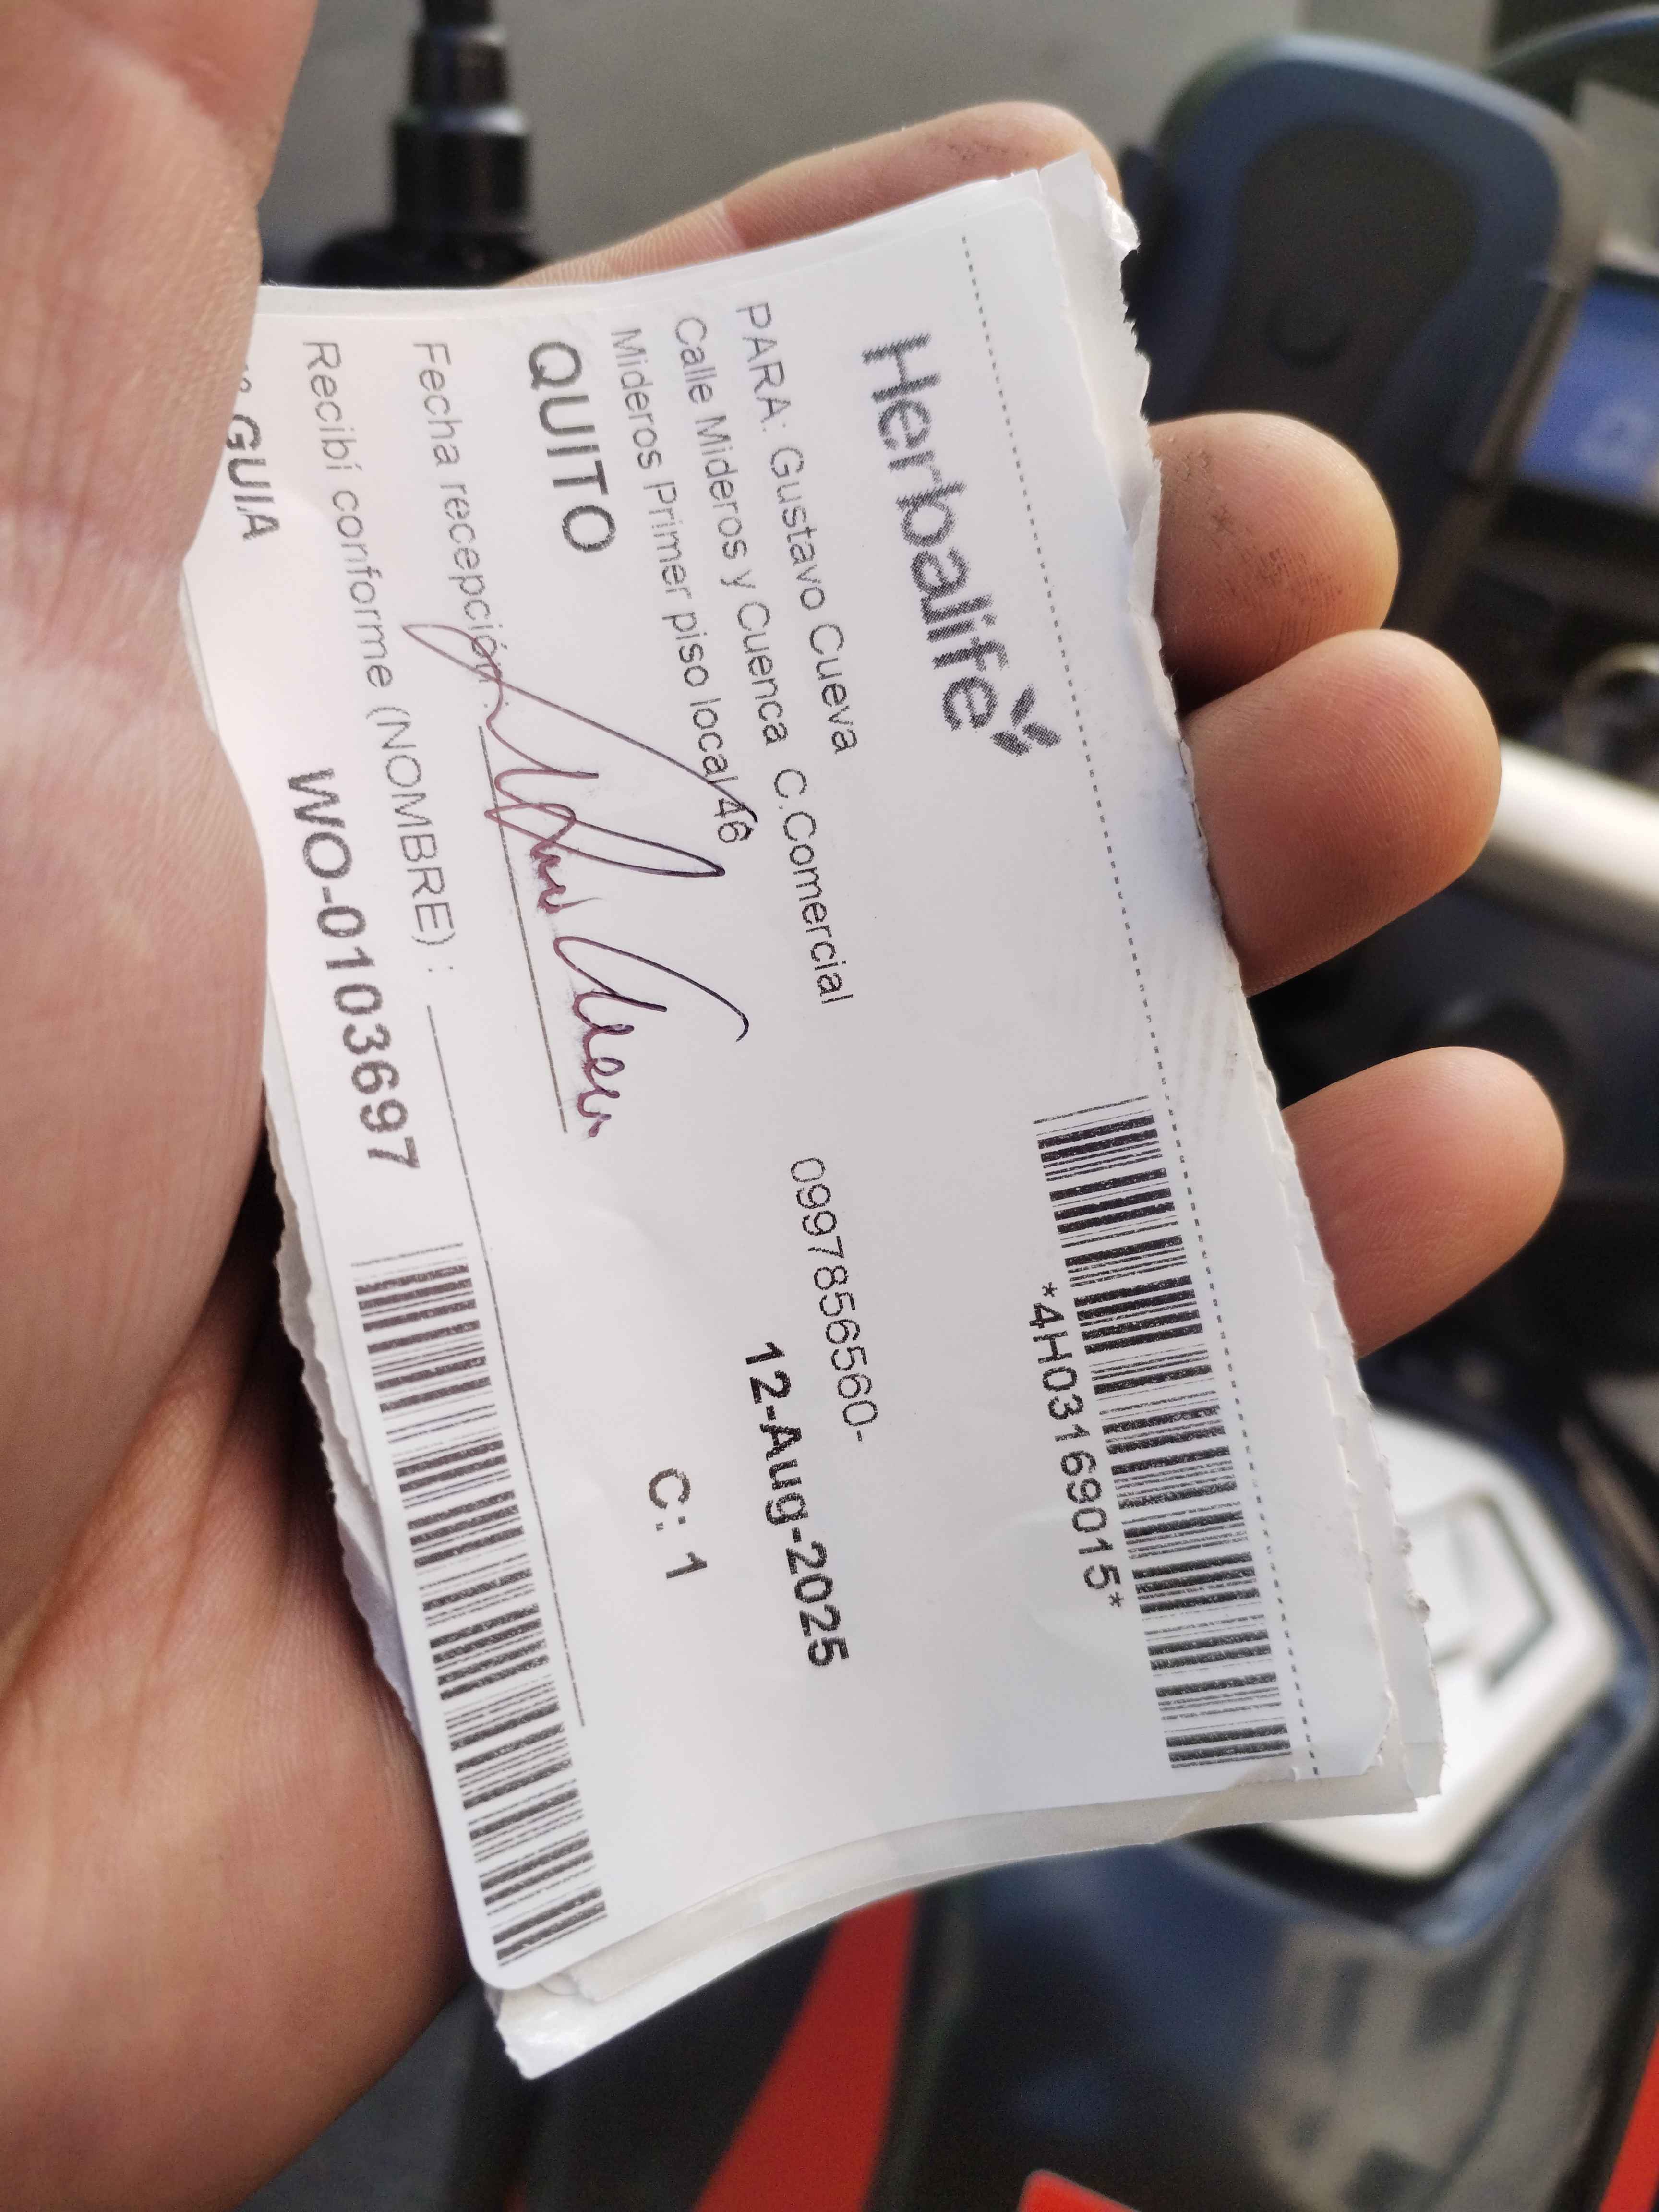 *4H03169015*
Herbalife
PARA: Gustavo Cueva 0997856560-
Calle Mideros y Cuenca C.Comercial
Mideros Primer piso local 46
12-Aug-2025
QUITO C: 1
Fecha recepción:
Recibí conforme (NOMBRE) :
GUIA WO-0103697